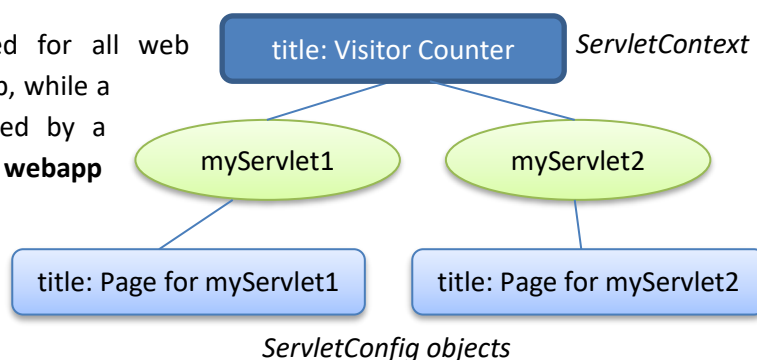 ed for all web
, while a
ed by a
webapp
title: Visitor Counter
ServletContext
myServlet1
myServlet2
title: Page for myServlet1
title: Page for myServlet2
ServletConfig objects